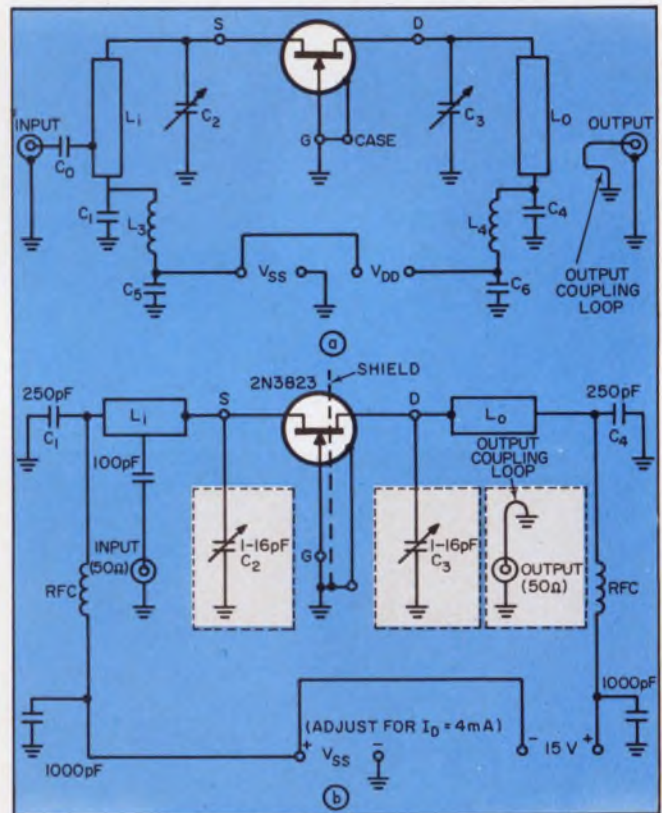 S
D
INPUT
C0
Li
C2
G
CASE
C3
Lo
OUTPUT
C1
L3
L4
C4
C5
VSS
VDD
C6
OUTPUT
COUPLING
LOOP
a
2N3823
SHIELD
250pF
C1
Li
S
D
Lo
250pF
C4
100pF
OUTPUT
COUPLING
LOOP
INPUT
(50Ω)
1-16pF
C2
G
1-16pF
C3
OUTPUT
(50Ω)
RFC
RFC
1000pF
(ADJUST FOR ID = 4mA)
+ VSS −
− 15 V +
1000pF
b